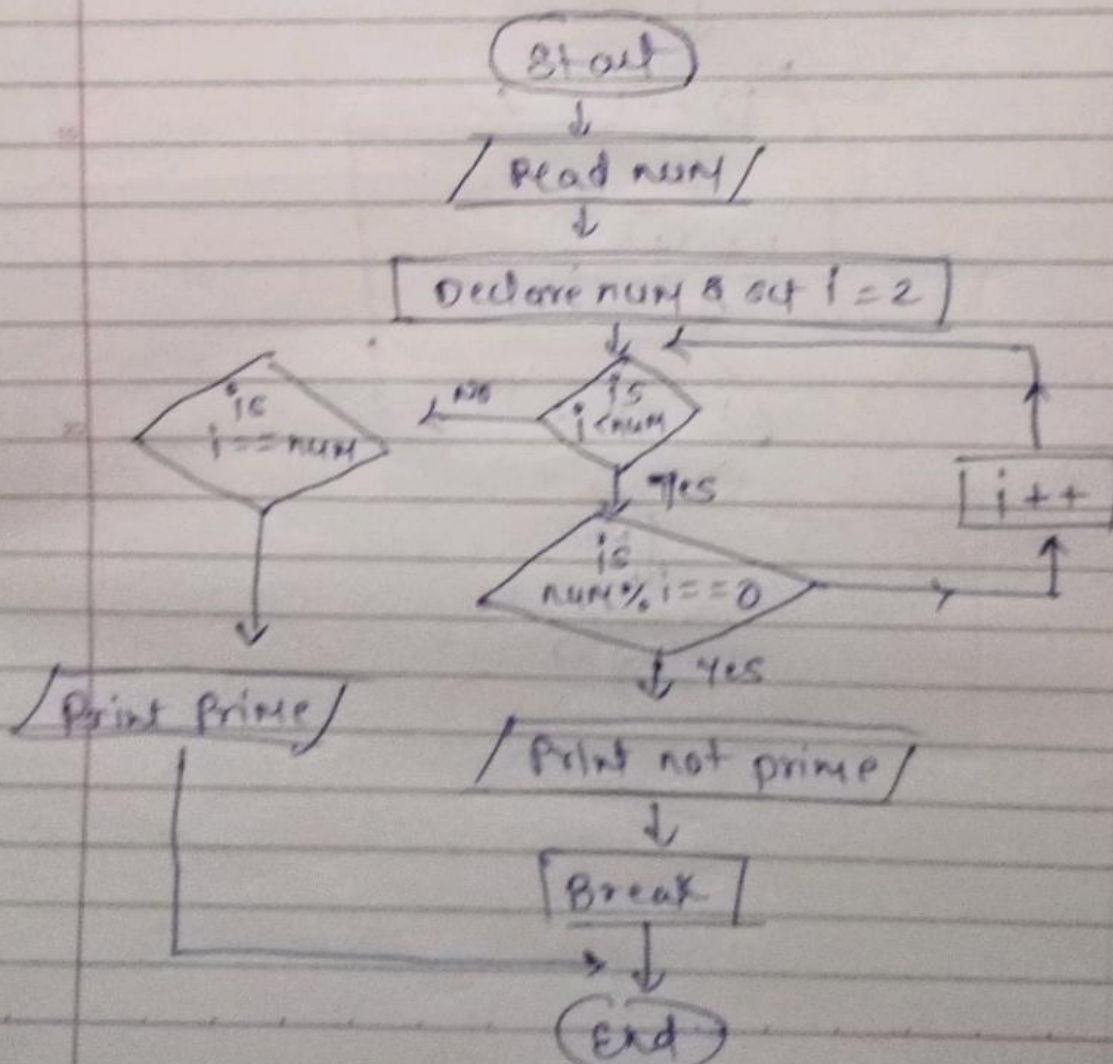 Start
Read num
Declare num & set i = 2
is
i < num
No
is
i == num
Yes
i ++
is
num % i == 0
Yes
Print Prime
Print not prime
Break
End